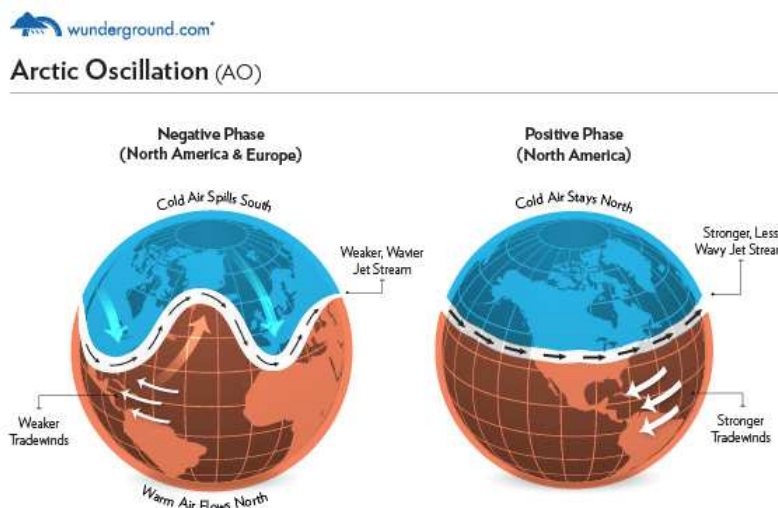 wunderground.com®
Arctic Oscillation (AO)
Negative Phase
(North America & Europe)
Cold Air Spills South
Weaker, Wavier
Jet Stream
Weaker
Tradewinds
Warm Air Flows North
Positive Phase
(North America)
Cold Air Stays North
Stronger, Less
Wavy Jet Stream
Stronger
Tradewinds